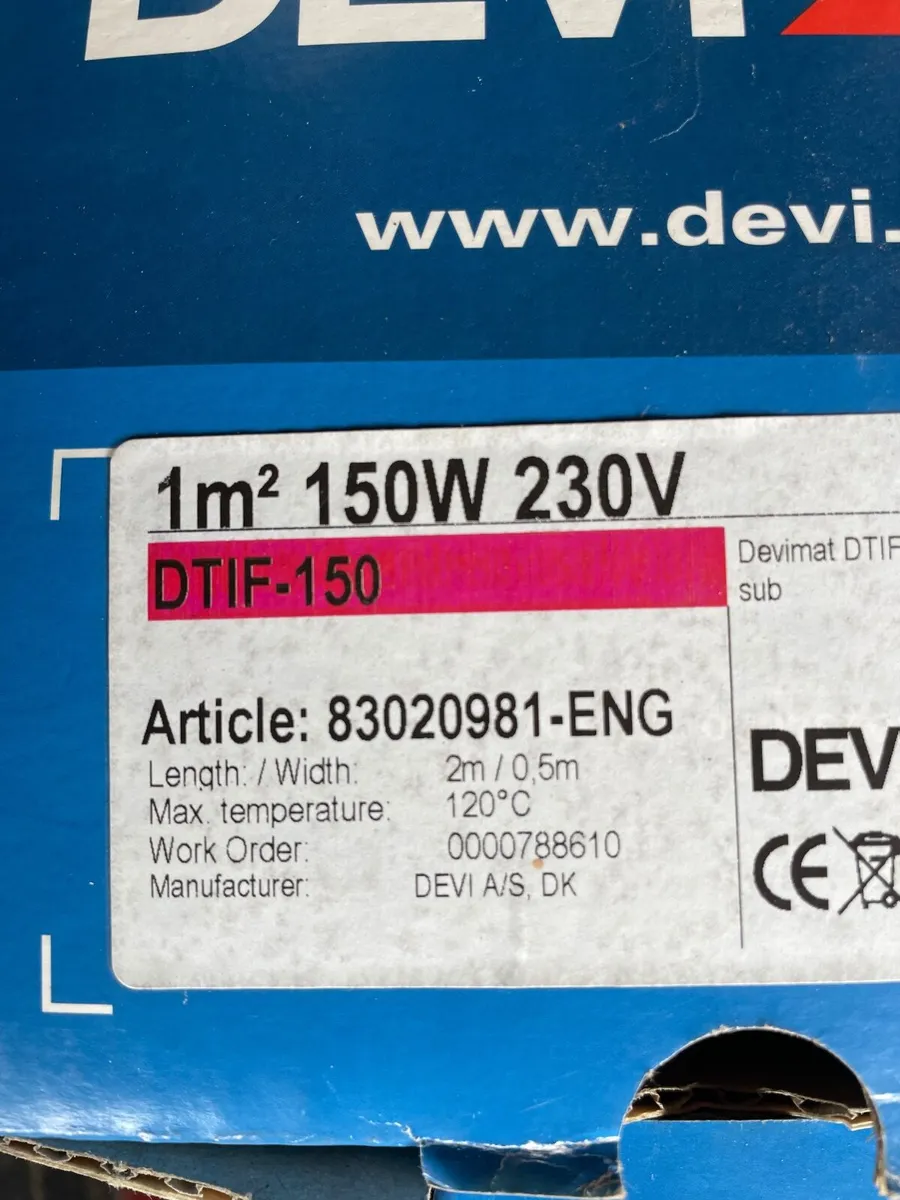 DEVI
www.devi.
1m² 150W 230V
DTIF-150
Devimat DTIF
sub
Article: 83020981-ENG
Length: / Width: 2m / 0,5m
Max. temperature: 120°C
Work Order: 0000788610
Manufacturer: DEVI A/S, DK
DEV
CE